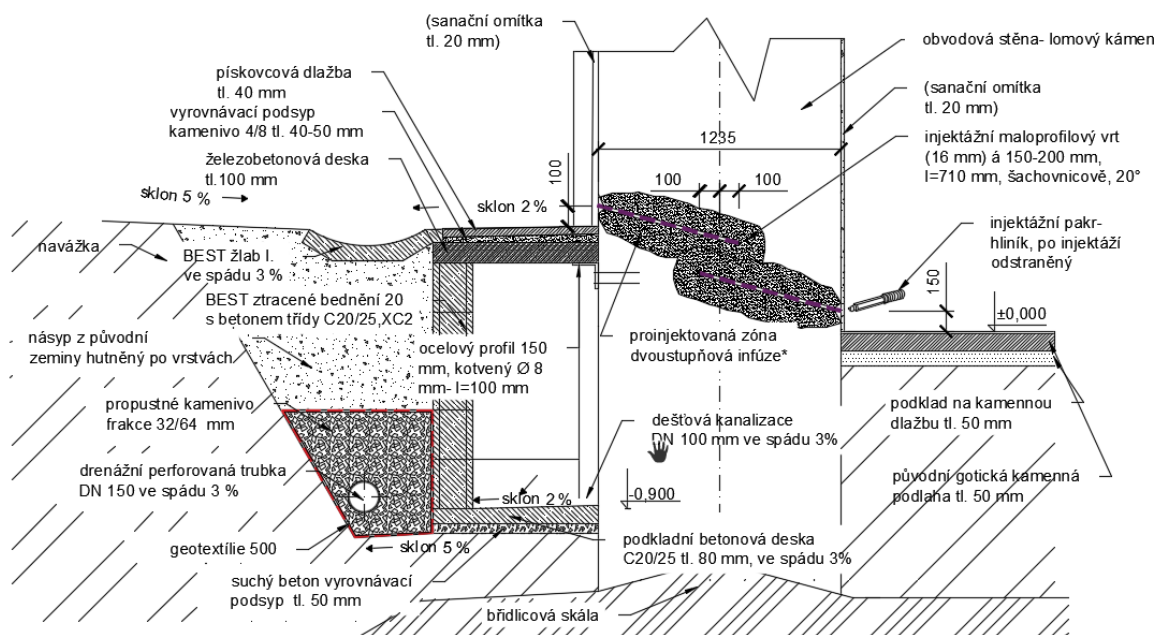 (sanační omítka
tl. 20 mm)
obvodová stěna- lomový kámen
pískovcová dlažba
tl. 40 mm
vyrovnávací podsyp
kamenivo 4/8 tl. 40-50 mm
železobetonová deska
tl.100 mm
sklon 5 %
(sanační omítka
tl. 20 mm)
1235
injektážní maloprofilový vrt
(16 mm) á 150-200 mm,
l=710 mm, šachovnicově, 20°
100
100
100
sklon 2%
navážka
BEST žlab I.
ve spádu 3 %
injektážní pakr-
hliník, po injektáži
odstraněný
150
±0,000
BEST ztracené bednění 20
s betonem třídy C20/25,XC2
násyp z původní
zeminy hutněný po vrstvách
ocelový profil 150
mm, kotvený Ø 8
mm- l=100 mm
proinjektovaná zóna
dvoustupňová infúze*
propustné kamenivo
frakce 32/64 mm
dešťová kanalizace
DN 100 mm ve spádu 3%
podklad na kamennou
dlažbu tl. 50 mm
drenážní perforovaná trubka
DN 150 ve spádu 3 %
sklon 2%
-0,900
původní gotická kamenná
podlaha tl. 50 mm
geotextílie 500
sklon 5%
podkladní betonová deska
C20/25 tl. 80 mm, ve spádu 3%
suchý beton vyrovnávací
podsyp tl. 50 mm
břidlicová skála